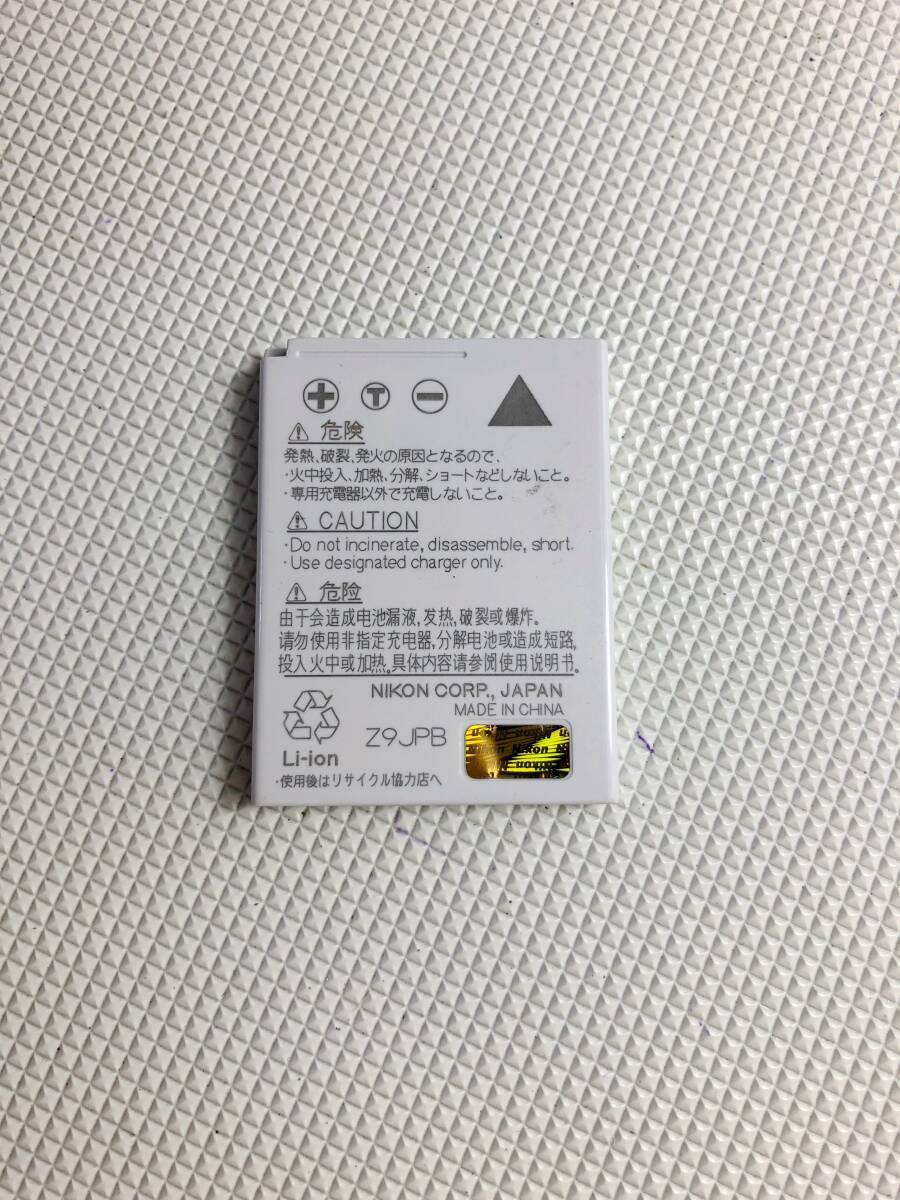 + T −
⚠ 危険
発熱、破裂、発火の原因となるので、
・火中投入、加熱、分解、ショートなどしないこと。
・専用充電器以外で充電しないこと。
⚠ CAUTION
・Do not incinerate, disassemble, short.
・Use designated charger only.
⚠ 危险
由于会造成电池漏液,发热,破裂或爆炸。
请勿使用非指定充电器,分解电池或造成短路,
投入火中或加热。具体内容请参阅使用说明书。
NIKON CORP., JAPAN
MADE IN CHINA
Li-ion
Z9JPB
Nikon Nikon
・使用後はリサイクル協力店へ